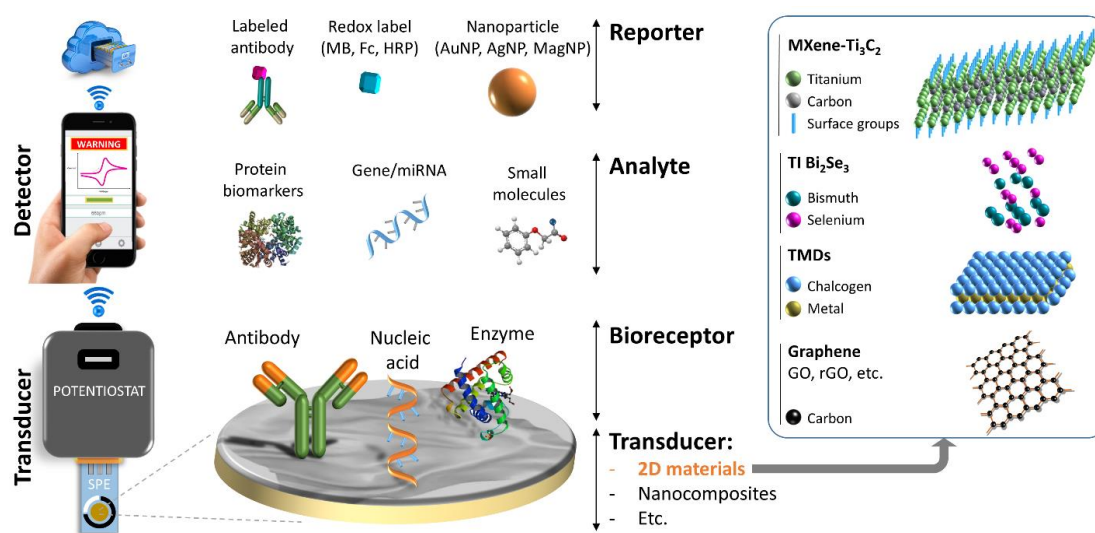 Labeled
antibody
Redox label
(MB, Fc, HRP)
Nanoparticle
(AuNP, AgNP, MagNP)
Reporter
Detector
WARNING
Protein
biomarkers
Gene/miRNA
Small
molecules
Analyte
Transducer
POTENTIOSTAT
SPE
Antibody
Nucleic
acid
Enzyme
Bioreceptor
Transducer:
- 2D materials
- Nanocomposites
- Etc.
MXene-Ti₃C₂
Titanium
Carbon
Surface groups
TI Bi₂Se₃
Bismuth
Selenium
TMDs
Chalcogen
Metal
Graphene
GO, rGO, etc.
Carbon